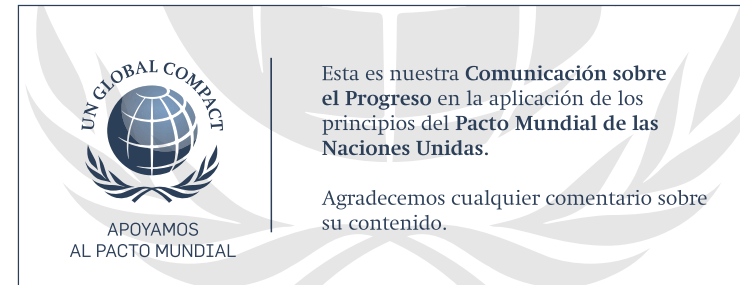 UN GLOBAL COMPACT
APOYAMOS
AL PACTO MUNDIAL
Esta es nuestra Comunicación sobre
el Progreso en la aplicación de los
principios del Pacto Mundial de las
Naciones Unidas.
Agradecemos cualquier comentario sobre
su contenido.